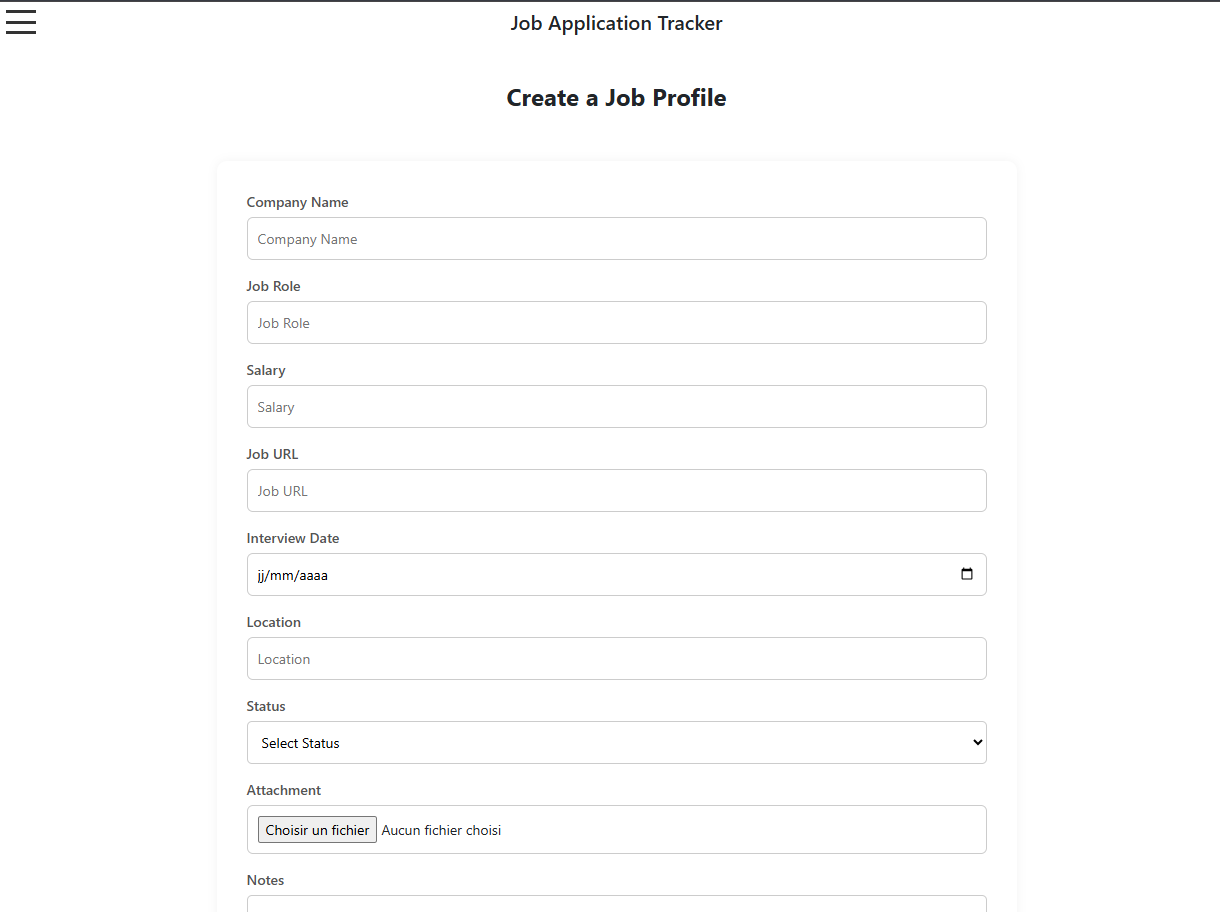 Job Application Tracker
Create a Job Profile
Company Name
Company Name
Job Role
Job Role
Salary
Salary
Job URL
Job URL
Interview Date
jj/mm/aaaa
Location
Location
Status
Select Status
Attachment
Choisir un fichier Aucun fichier choisi
Notes